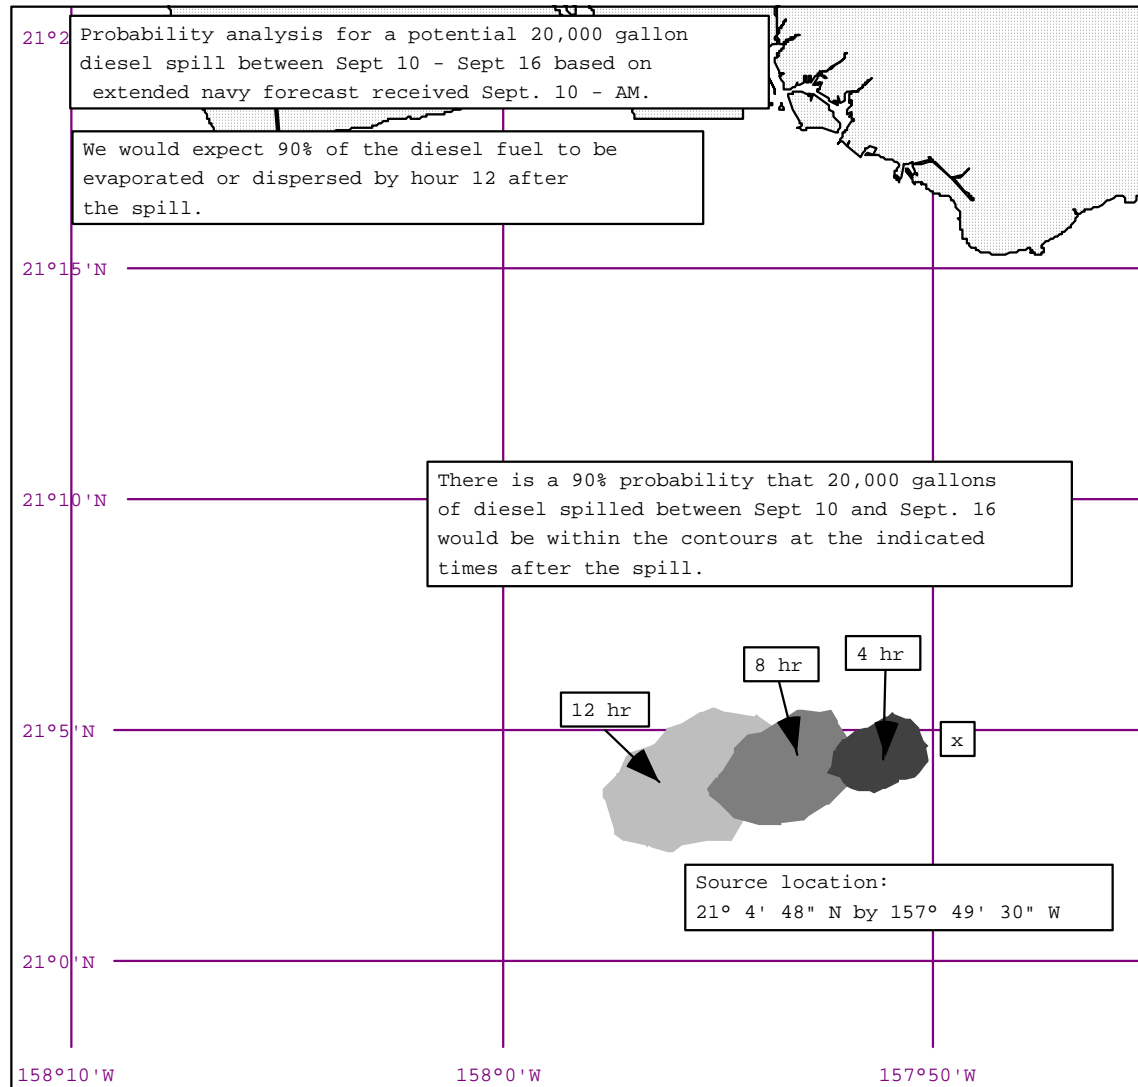 21°2
Probability analysis for a potential 20,000 gallon
diesel spill between Sept 10 - Sept 16 based on
extended navy forecast received Sept. 10 - AM.
We would expect 90% of the diesel fuel to be
evaporated or dispersed by hour 12 after
the spill.
21°15'N
21°10'N
There is a 90% probability that 20,000 gallons
of diesel spilled between Sept 10 and Sept. 16
would be within the contours at the indicated
times after the spill.
4 hr
8 hr
12 hr
21°5'N
x
Source location:
21° 4' 48" N by 157° 49' 30" W
21°0'N
158°10'W
158°0'W
157°50'W